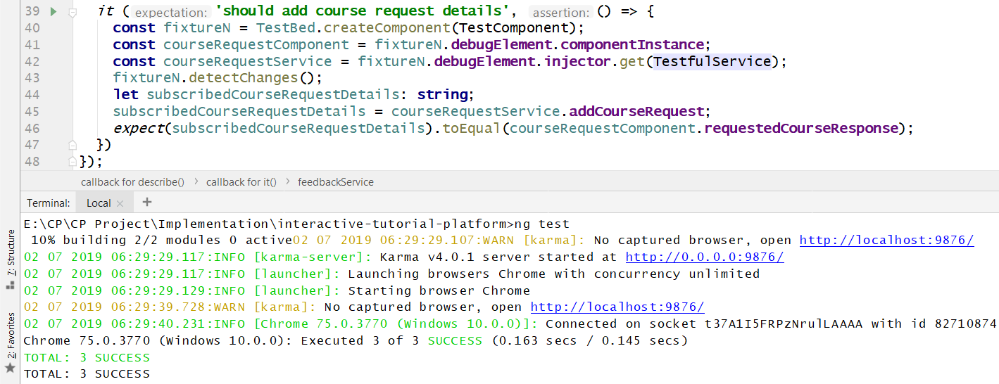 39 it ( expectation: 'should add course request details', assertion: () => {
40 const fixtureN = TestBed.createComponent(TestComponent);
41 const courseRequestComponent = fixtureN.debugElement.componentInstance;
42 const courseRequestService = fixtureN.debugElement.injector.get(TestfulService);
43 fixtureN.detectChanges();
44 let subscribedCourseRequestDetails: string;
45 subscribedCourseRequestDetails = courseRequestService.addCourseRequest;
46 expect(subscribedCourseRequestDetails).toEqual(courseRequestComponent.requestedCourseResponse);
47 })
48 });
callback for describe() › callback for it() › feedbackService
Terminal: Local × +
E:\CP\CP Project\Implementation\interactive-tutorial-platform>ng test
10% building 2/2 modules 0 active02 07 2019 06:29:29.107:WARN [karma]: No captured browser, open http://localhost:9876/
02 07 2019 06:29:29.117:INFO [karma-server]: Karma v4.0.1 server started at http://0.0.0.0:9876/
02 07 2019 06:29:29.117:INFO [launcher]: Launching browsers Chrome with concurrency unlimited
02 07 2019 06:29:29.129:INFO [launcher]: Starting browser Chrome
02 07 2019 06:29:39.728:WARN [karma]: No captured browser, open http://localhost:9876/
02 07 2019 06:29:40.231:INFO [Chrome 75.0.3770 (Windows 10.0.0)]: Connected on socket t37A1I5FRPzNrulLAAAA with id 82710874
Chrome 75.0.3770 (Windows 10.0.0): Executed 3 of 3 SUCCESS (0.163 secs / 0.145 secs)
TOTAL: 3 SUCCESS
TOTAL: 3 SUCCESS
7: Structure
2: Favorites